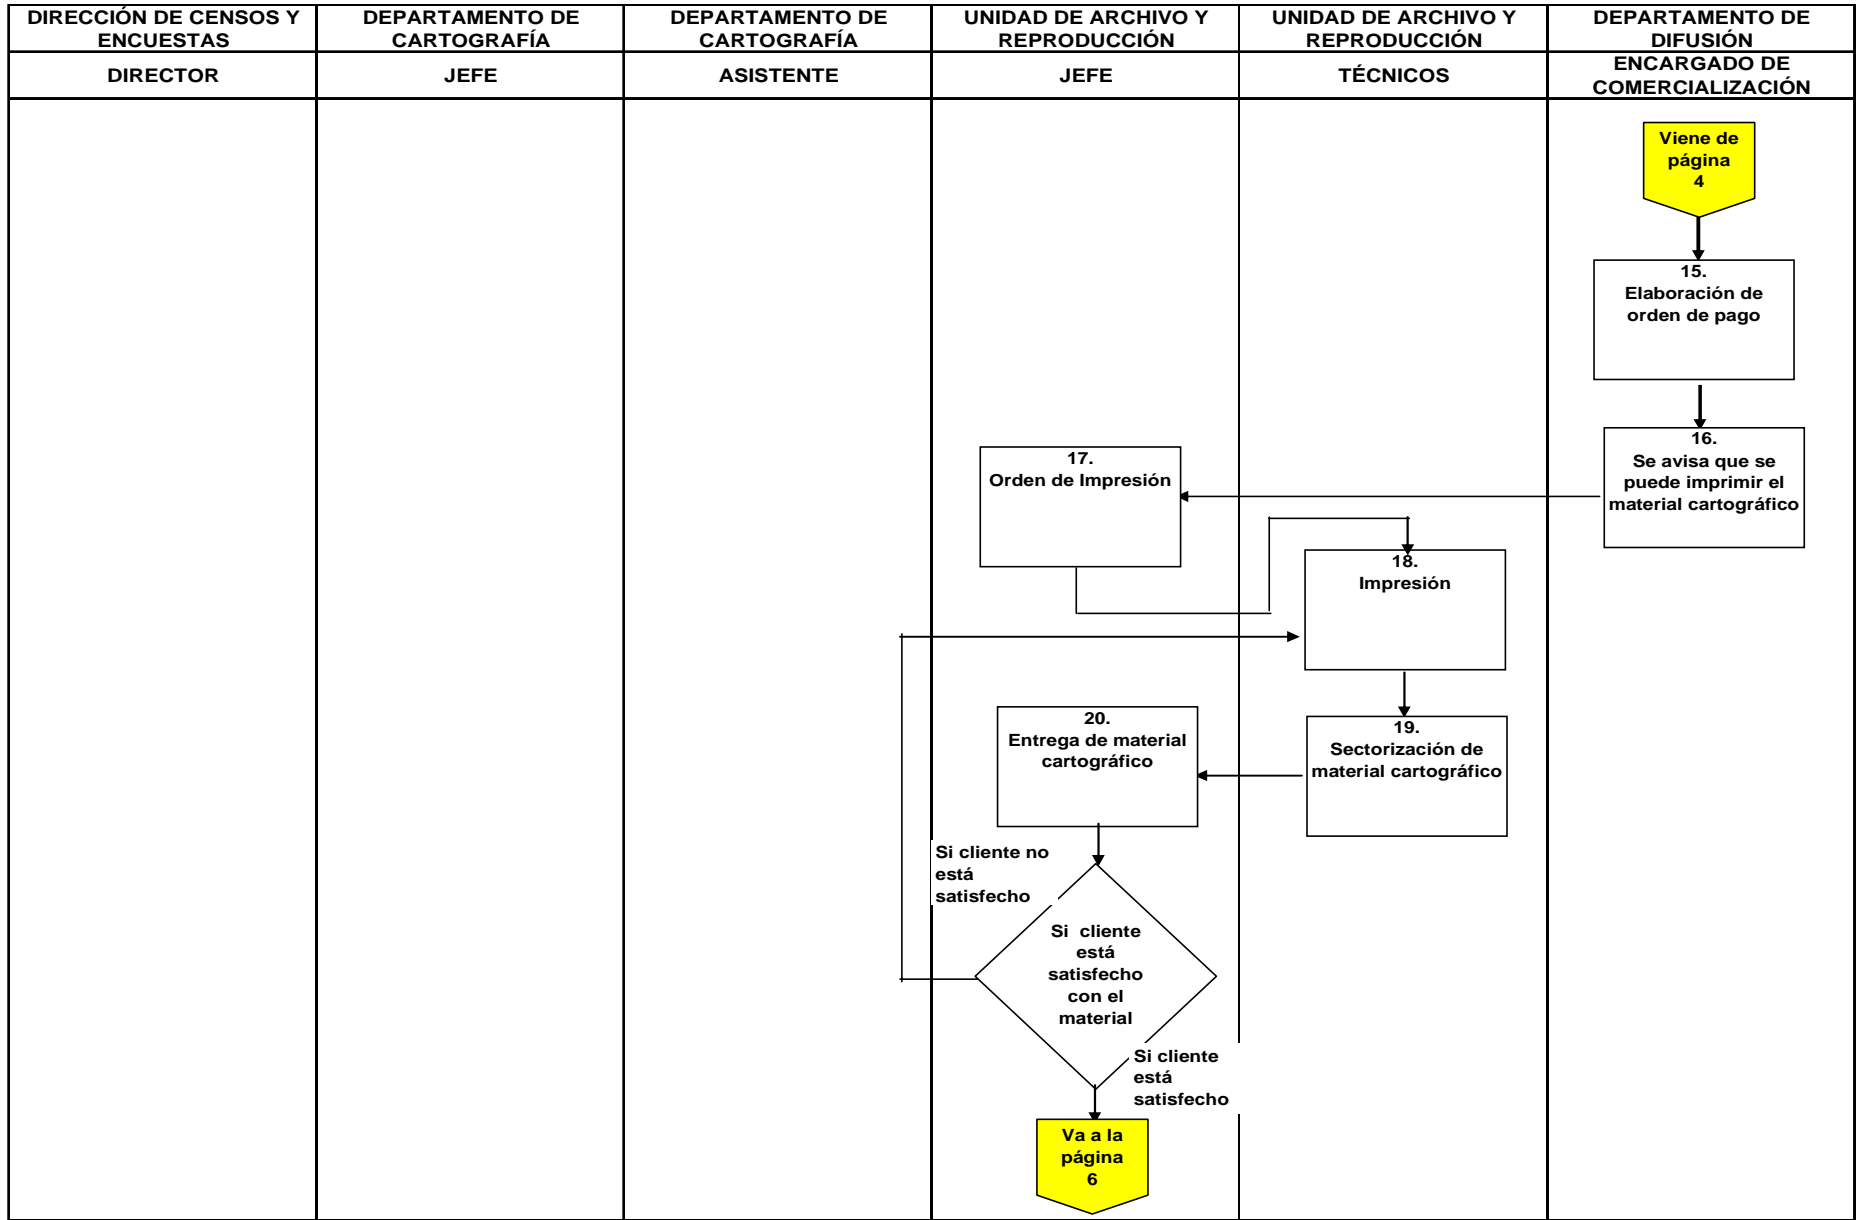 DIRECCIÓN DE CENSOS Y
ENCUESTAS
DEPARTAMENTO DE
CARTOGRAFÍA
DEPARTAMENTO DE
CARTOGRAFÍA
UNIDAD DE ARCHIVO Y
REPRODUCCIÓN
UNIDAD DE ARCHIVO Y
REPRODUCCIÓN
DEPARTAMENTO DE
DIFUSIÓN
DIRECTOR
JEFE
ASISTENTE
JEFE
TÉCNICOS
ENCARGADO DE
COMERCIALIZACIÓN
Viene de
página
4
15.
Elaboración de
orden de pago
16.
Se avisa que se
puede imprimir el
material cartográfico
17.
Orden de Impresión
18.
Impresión
19.
Sectorización de
material cartográfico
20.
Entrega de material
cartográfico
Si cliente no
está
satisfecho
Si  cliente
está
satisfecho
con el
material
Si cliente
está
satisfecho
Va a la
página
6